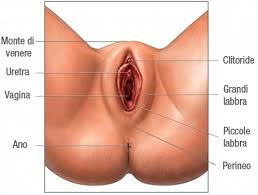 Monte di
venere
Uretra
Vagina
Ano
Clitoride
Grandi
labbra
Piccole
labbra
Perineo